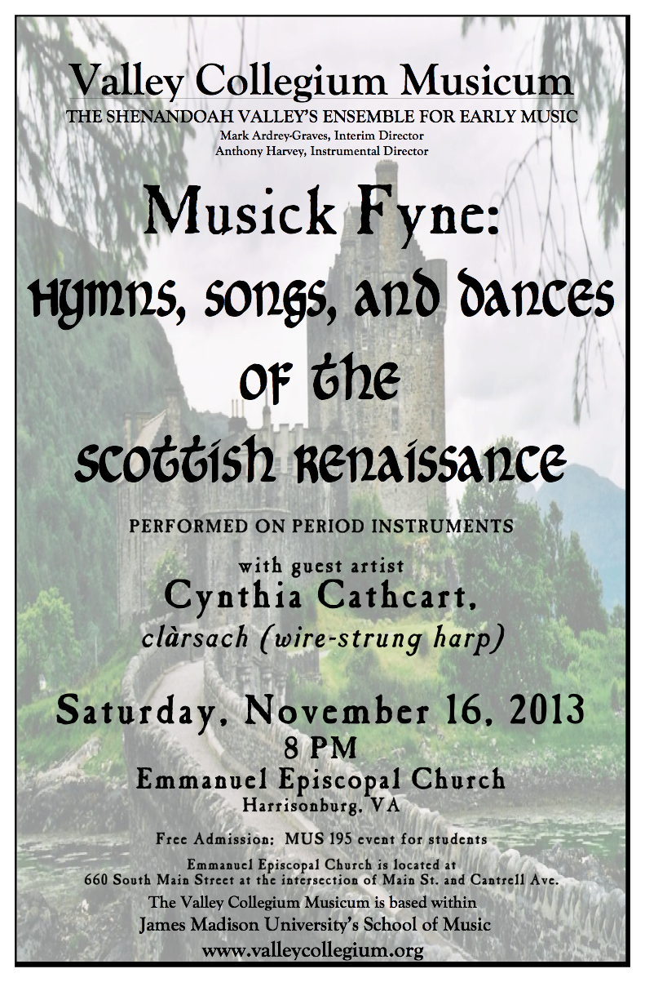 Valley Collegium Musicum
THE SHENANDOAH VALLEY'S ENSEMBLE FOR EARLY MUSIC
Mark Ardrey-Graves, Interim Director
Anthony Harvey, Instrumental Director
Musick Fyne:
Hymns, Songs, and Dances
of the
Scottish Renaissance
PERFORMED ON PERIOD INSTRUMENTS
with guest artist
Cynthia Cathcart,
clàrsach (wire-strung harp)
Saturday, November 16, 2013
8 PM
Emmanuel Episcopal Church
Harrisonburg, VA
Free Admission: MUS 195 event for students
Emmanuel Episcopal Church is located at
660 South Main Street at the intersection of Main St. and Cantrell Ave.
The Valley Collegium Musicum is based within
James Madison University's School of Music
www.valleycollegium.org